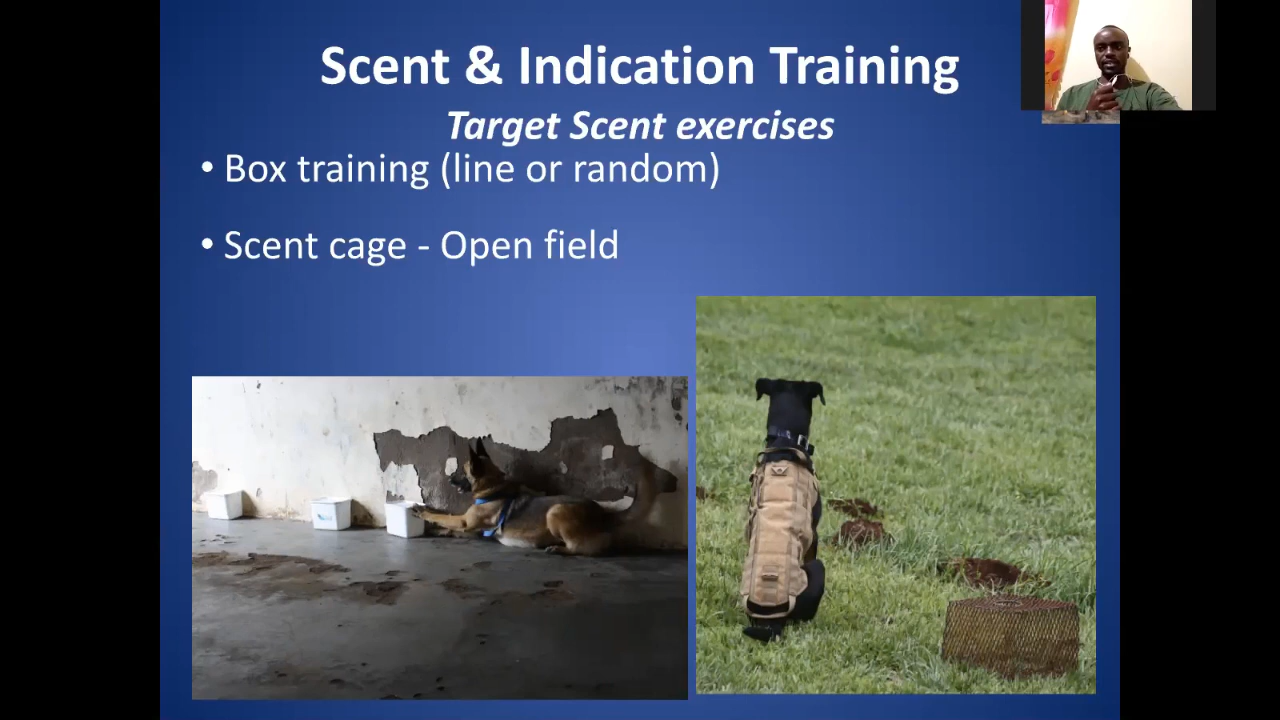 Scent & Indication Training
Target Scent exercises
• Box training (line or random)
• Scent cage - Open field